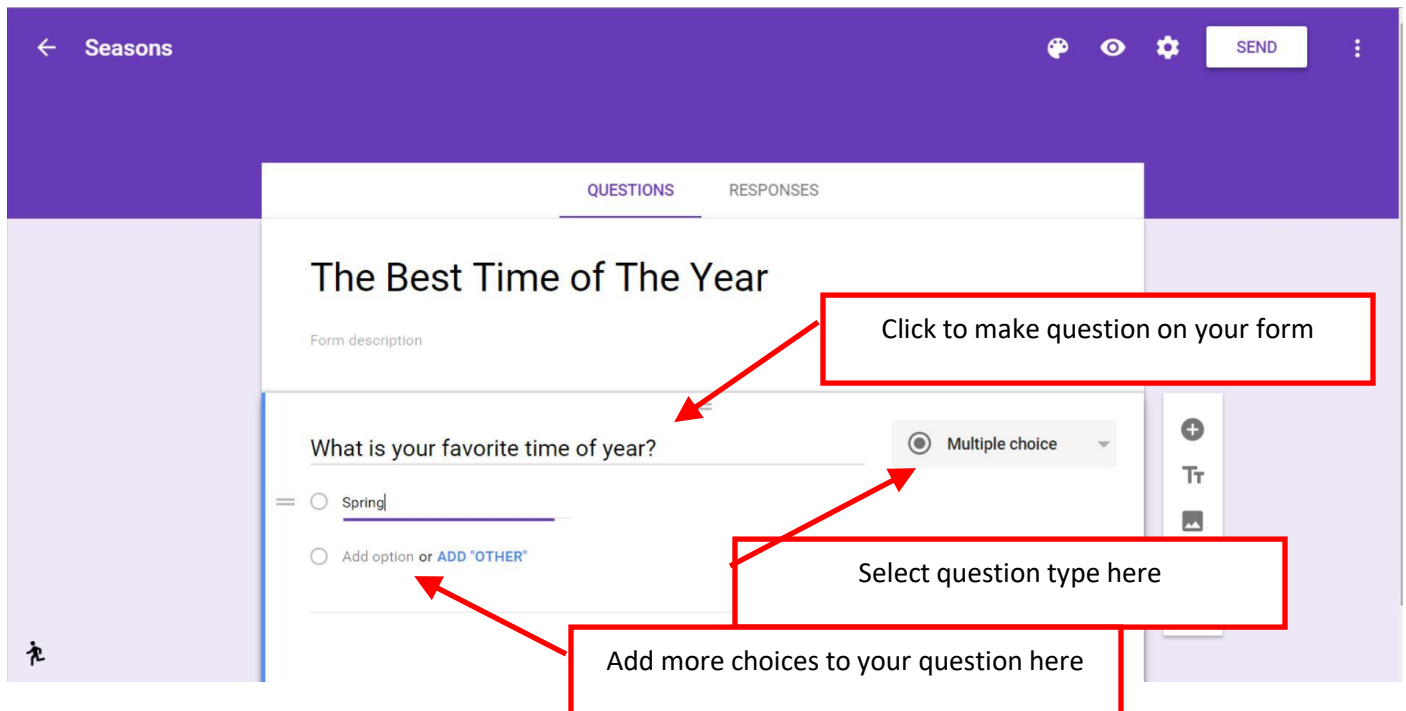 Seasons
SEND
QUESTIONS RESPONSES
The Best Time of The Year
Form description
Click to make question on your form
What is your favorite time of year?
Multiple choice
Tт
Spring
Add option or ADD "OTHER"
Select question type here
Add more choices to your question here